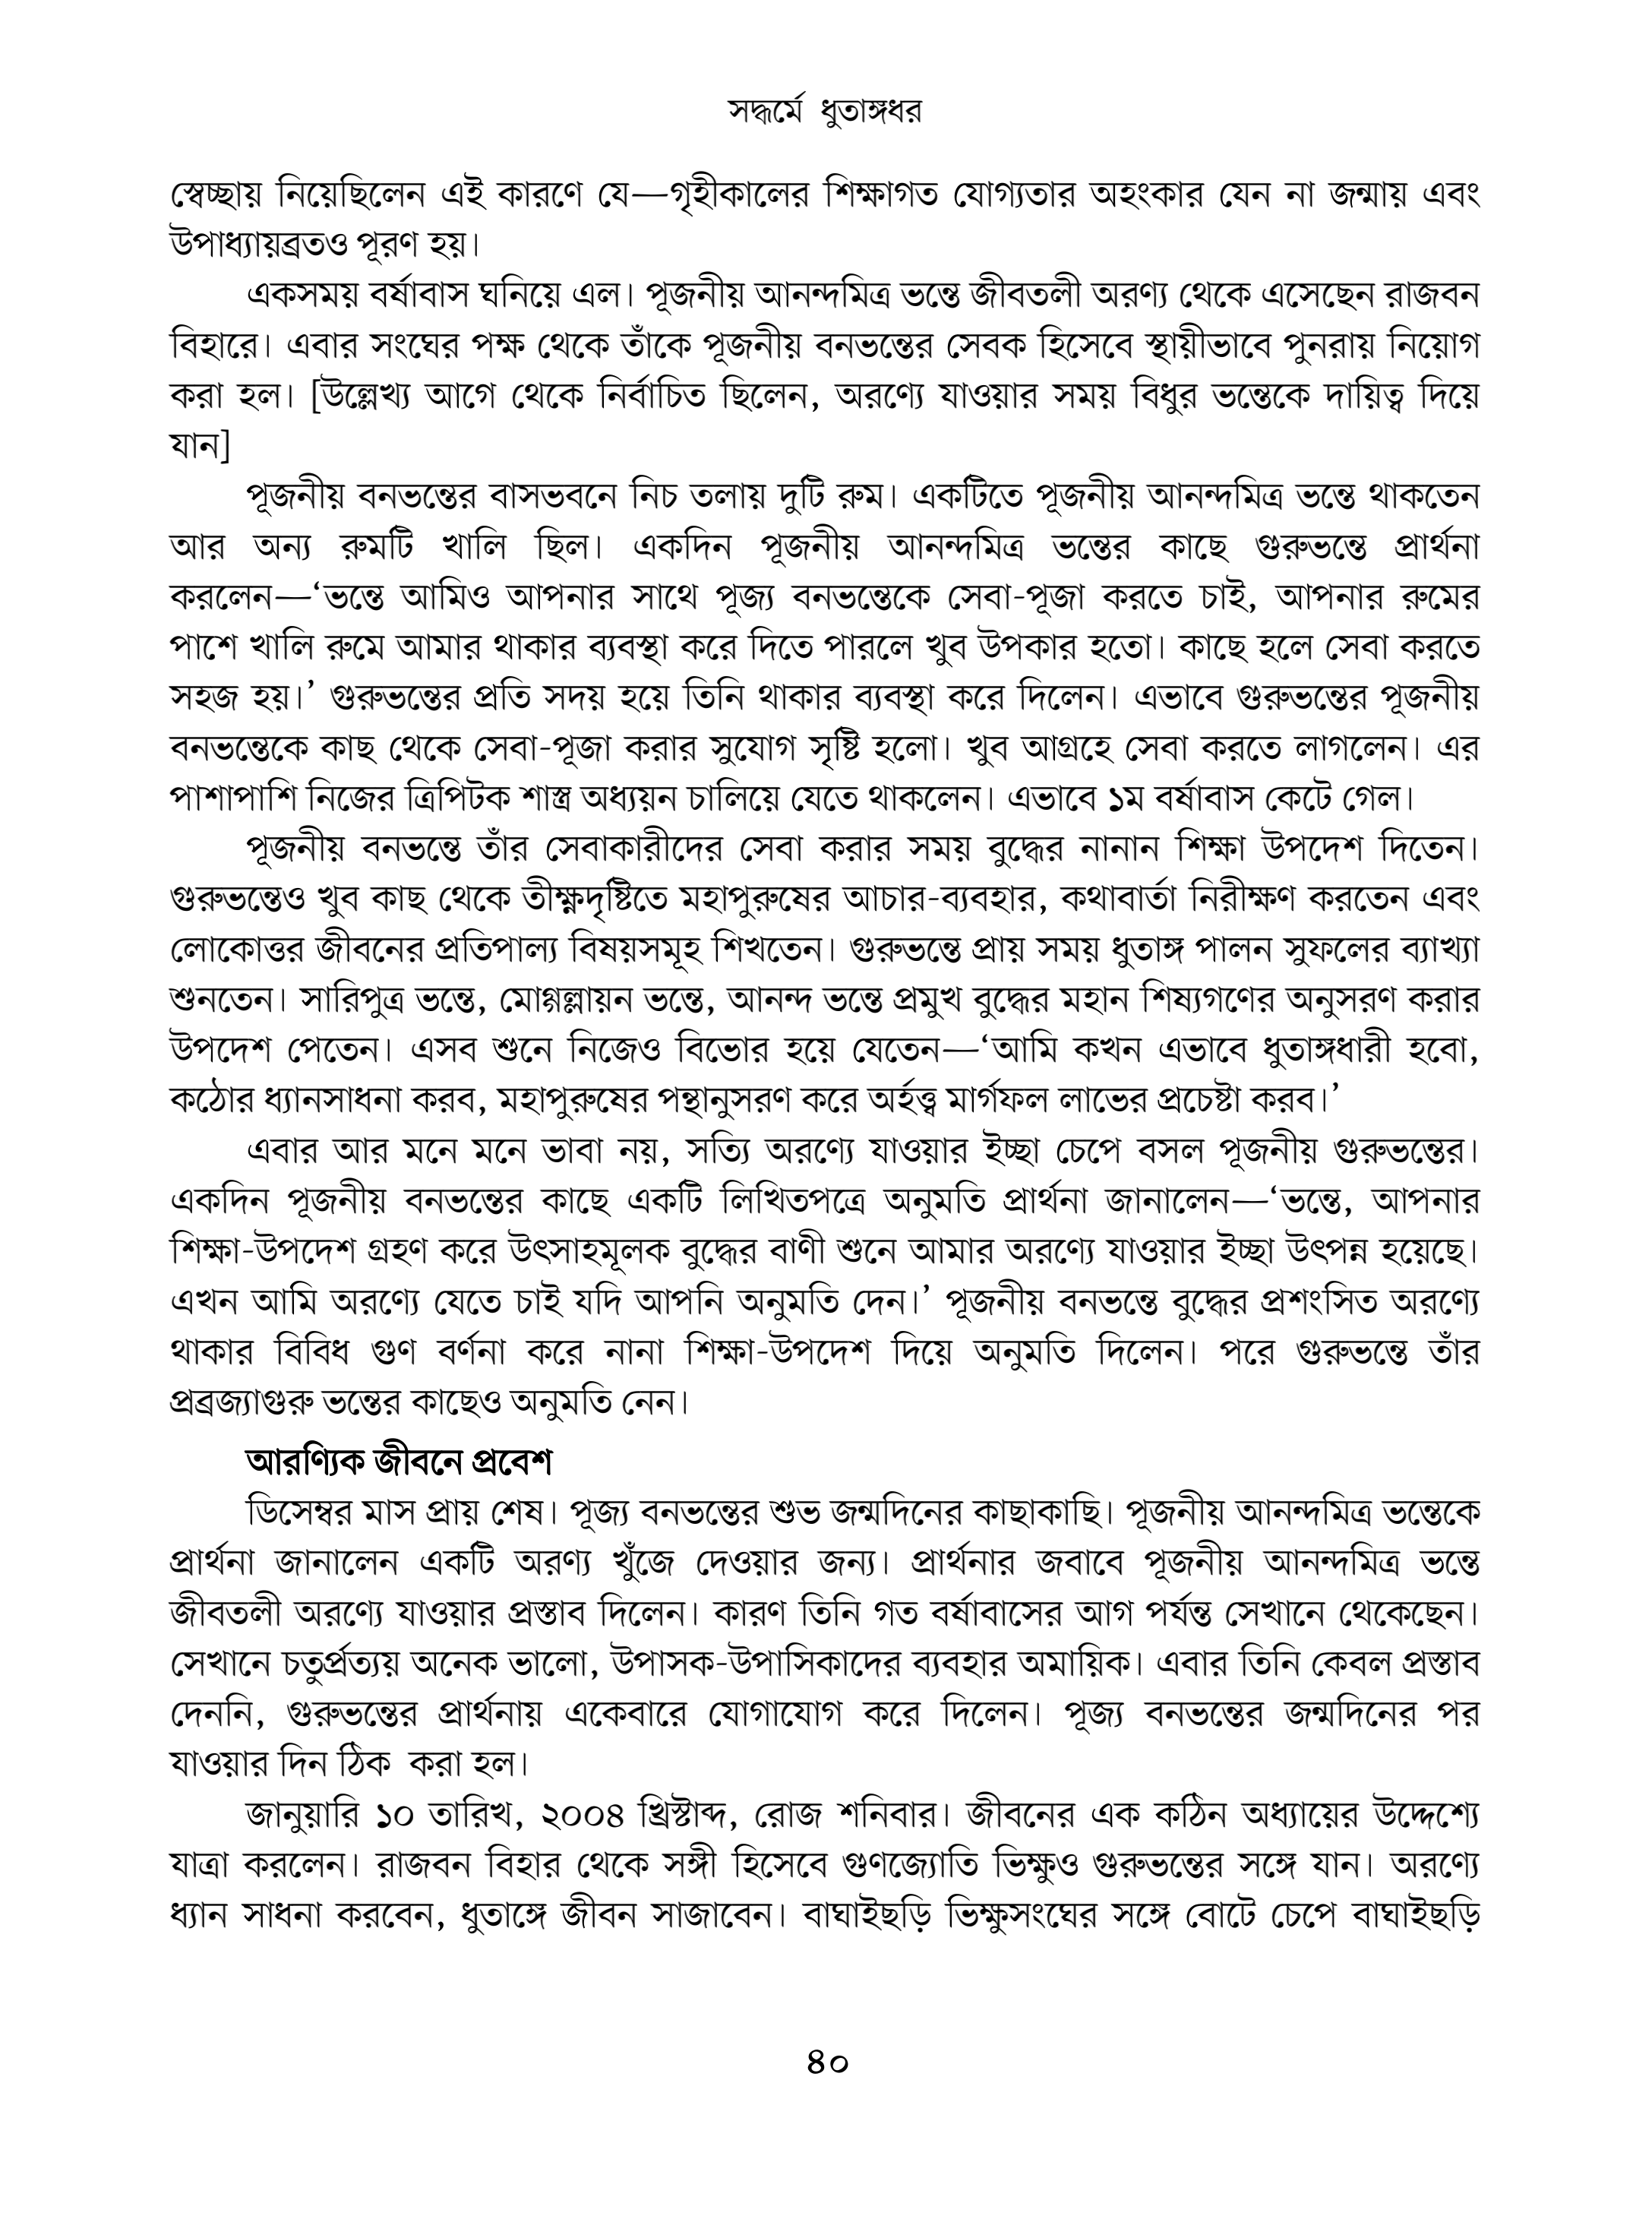 সদ্ধর্মে ধুতাঙ্গধর
স্বেচ্ছায় নিয়েছিলেন এই কারণে যে—গৃহীকালের শিক্ষাগত যোগ্যতার অহংকার যেন না জন্মায় এবং
উপাধ্যায়ব্রতও পূরণ হয়।
একসময় বর্ষাবাস ঘনিয়ে এল। পূজনীয় আনন্দমিত্র ভন্তে জীবতলী অরণ্য থেকে এসেছেন রাজবন
বিহারে। এবার সংঘের পক্ষ থেকে তাঁকে পূজনীয় বনভন্তের সেবক হিসেবে স্থায়ীভাবে পুনরায় নিয়োগ
করা হল। [উল্লেখ্য আগে থেকে নির্বাচিত ছিলেন, অরণ্যে যাওয়ার সময় বিধুর ভন্তেকে দায়িত্ব দিয়ে
যান]
পূজনীয় বনভন্তের বাসভবনে নিচ তলায় দুটি রুম। একটিতে পূজনীয় আনন্দমিত্র ভন্তে থাকতেন
আর অন্য রুমটি খালি ছিল। একদিন পূজনীয় আনন্দমিত্র ভন্তের কাছে গুরুভন্তে প্রার্থনা
করলেন—‘ভন্তে আমিও আপনার সাথে পূজ্য বনভন্তেকে সেবা-পূজা করতে চাই, আপনার রুমের
পাশে খালি রুমে আমার থাকার ব্যবস্থা করে দিতে পারলে খুব উপকার হতো। কাছে হলে সেবা করতে
সহজ হয়।’ গুরুভন্তের প্রতি সদয় হয়ে তিনি থাকার ব্যবস্থা করে দিলেন। এভাবে গুরুভন্তের পূজনীয়
বনভন্তেকে কাছ থেকে সেবা-পূজা করার সুযোগ সৃষ্টি হলো। খুব আগ্রহে সেবা করতে লাগলেন। এর
পাশাপাশি নিজের ত্রিপিটক শাস্ত্র অধ্যয়ন চালিয়ে যেতে থাকলেন। এভাবে ১ম বর্ষাবাস কেটে গেল।
পূজনীয় বনভন্তে তাঁর সেবাকারীদের সেবা করার সময় বুদ্ধের নানান শিক্ষা উপদেশ দিতেন।
গুরুভন্তেও খুব কাছ থেকে তীক্ষ্ণদৃষ্টিতে মহাপুরুষের আচার-ব্যবহার, কথাবার্তা নিরীক্ষণ করতেন এবং
লোকোত্তর জীবনের প্রতিপাল্য বিষয়সমূহ শিখতেন। গুরুভন্তে প্রায় সময় ধুতাঙ্গ পালন সুফলের ব্যাখ্যা
শুনতেন। সারিপুত্র ভন্তে, মোগ্গল্লায়ন ভন্তে, আনন্দ ভন্তে প্রমুখ বুদ্ধের মহান শিষ্যগণের অনুসরণ করার
উপদেশ পেতেন। এসব শুনে নিজেও বিভোর হয়ে যেতেন—‘আমি কখন এভাবে ধুতাঙ্গধারী হবো,
কঠোর ধ্যানসাধনা করব, মহাপুরুষের পন্থানুসরণ করে অর্হত্ত্ব মার্গফল লাভের প্রচেষ্টা করব।’
এবার আর মনে মনে ভাবা নয়, সত্যি অরণ্যে যাওয়ার ইচ্ছা চেপে বসল পূজনীয় গুরুভন্তের।
একদিন পূজনীয় বনভন্তের কাছে একটি লিখিতপত্রে অনুমতি প্রার্থনা জানালেন—‘ভন্তে, আপনার
শিক্ষা-উপদেশ গ্রহণ করে উৎসাহমূলক বুদ্ধের বাণী শুনে আমার অরণ্যে যাওয়ার ইচ্ছা উৎপন্ন হয়েছে।
এখন আমি অরণ্যে যেতে চাই যদি আপনি অনুমতি দেন।’ পূজনীয় বনভন্তে বুদ্ধের প্রশংসিত অরণ্যে
থাকার বিবিধ গুণ বর্ণনা করে নানা শিক্ষা-উপদেশ দিয়ে অনুমতি দিলেন। পরে গুরুভন্তে তাঁর
প্রব্রজ্যাগুরু ভন্তের কাছেও অনুমতি নেন।
আরণ্যিক জীবনে প্রবেশ
ডিসেম্বর মাস প্রায় শেষ। পূজ্য বনভন্তের শুভ জন্মদিনের কাছাকাছি। পূজনীয় আনন্দমিত্র ভন্তেকে
প্রার্থনা জানালেন একটি অরণ্য খুঁজে দেওয়ার জন্য। প্রার্থনার জবাবে পূজনীয় আনন্দমিত্র ভন্তে
জীবতলী অরণ্যে যাওয়ার প্রস্তাব দিলেন। কারণ তিনি গত বর্ষাবাসের আগ পর্যন্ত সেখানে থেকেছেন।
সেখানে চতুর্প্রত্যয় অনেক ভালো, উপাসক-উপাসিকাদের ব্যবহার অমায়িক। এবার তিনি কেবল প্রস্তাব
দেননি, গুরুভন্তের প্রার্থনায় একেবারে যোগাযোগ করে দিলেন। পূজ্য বনভন্তের জন্মদিনের পর
যাওয়ার দিন ঠিক করা হল।
জানুয়ারি ১০ তারিখ, ২০০৪ খ্রিস্টাব্দ, রোজ শনিবার। জীবনের এক কঠিন অধ্যায়ের উদ্দেশ্যে
যাত্রা করলেন। রাজবন বিহার থেকে সঙ্গী হিসেবে গুণজ্যোতি ভিক্ষুও গুরুভন্তের সঙ্গে যান। অরণ্যে
ধ্যান সাধনা করবেন, ধুতাঙ্গে জীবন সাজাবেন। বাঘাইছড়ি ভিক্ষুসংঘের সঙ্গে বোটে চেপে বাঘাইছড়ি
৪০